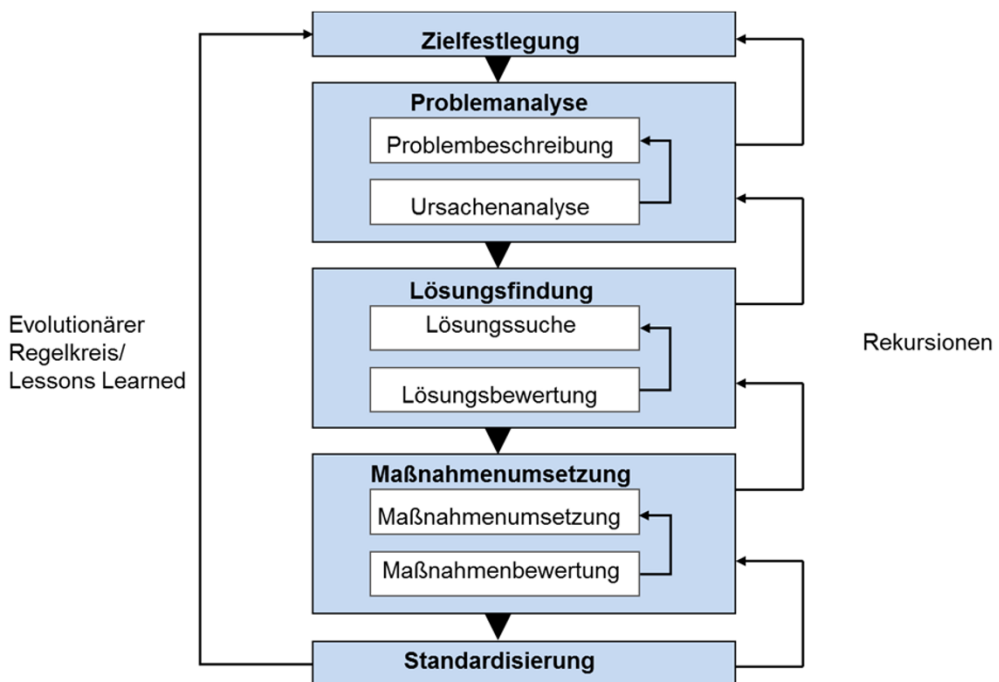 Zielfestlegung
Problemanalyse
Problembeschreibung
Ursachenanalyse
Lösungsfindung
Lösungssuche
Lösungsbewertung
Maßnahmenumsetzung
Maßnahmenumsetzung
Maßnahmenbewertung
Standardisierung
Evolutionärer
Regelkreis/
Lessons Learned
Rekursionen